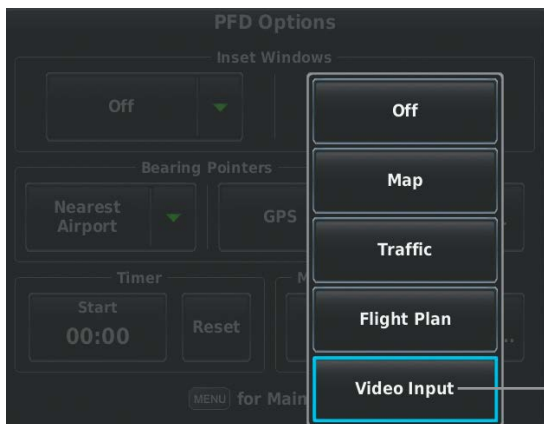 PFD Options
Inset Windows
Off
Off
Bearing Pointers
Map
Nearest
Airport
GPS
Traffic
Timer
M
Start
00:00
Reset
Flight Plan
..
Video Input
MENU for Main